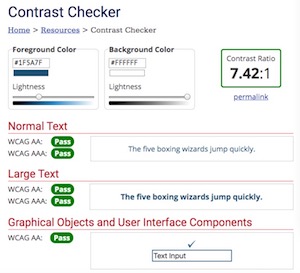 Contrast Checker
Home > Resources > Contrast Checker
Foreground Color
#1F5A7F
Lightness
Background Color
#FFFFFF
Lightness
Contrast Ratio
7.42:1
permalink
Normal Text
WCAG AA: Pass
WCAG AAA: Pass
The five boxing wizards jump quickly.
Large Text
WCAG AA: Pass
WCAG AAA: Pass
The five boxing wizards jump quickly.
Graphical Objects and User Interface Components
WCAG AA: Pass
✓
Text Input